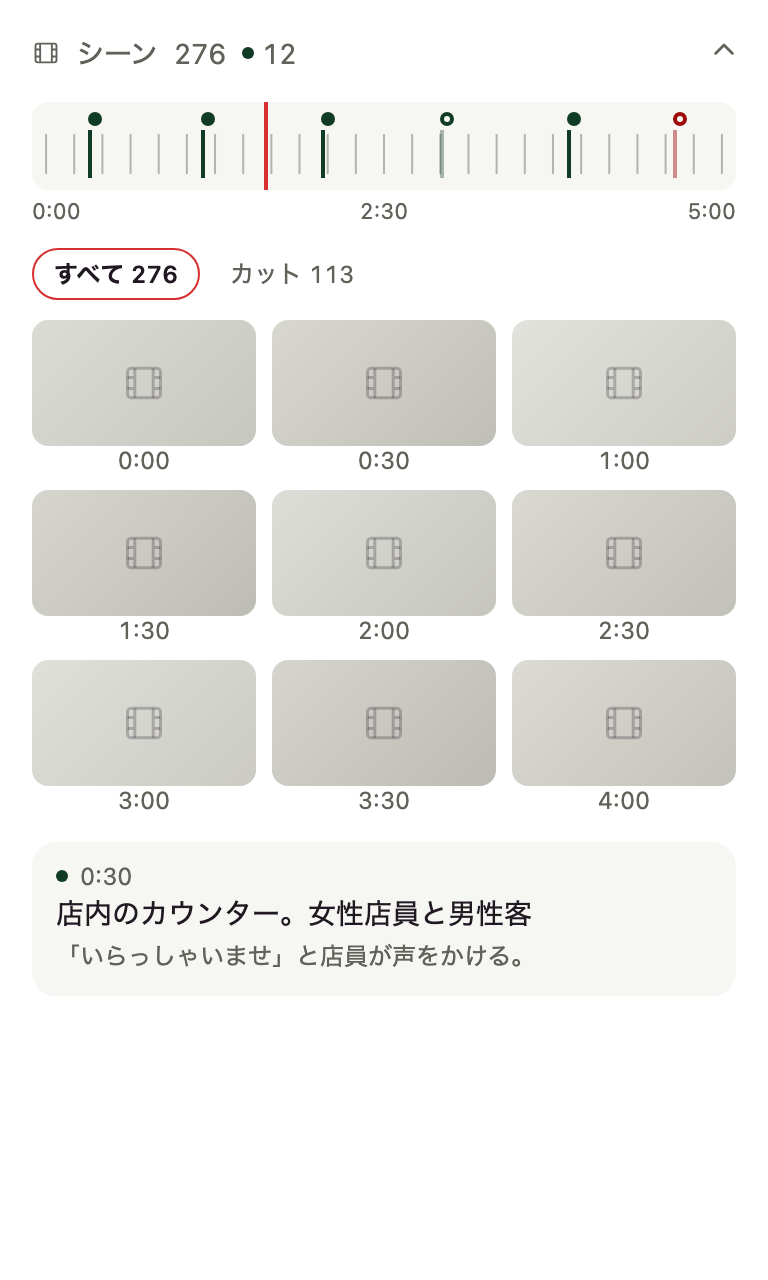 シーン 276 12
0:00 2:30 5:00
すべて 276 カット 113
0:00 0:30 1:00
1:30 2:00 2:30
3:00 3:30 4:00
0:30
店内のカウンター。女性店員と男性客
「いらっしゃいませ」と店員が声をかける。